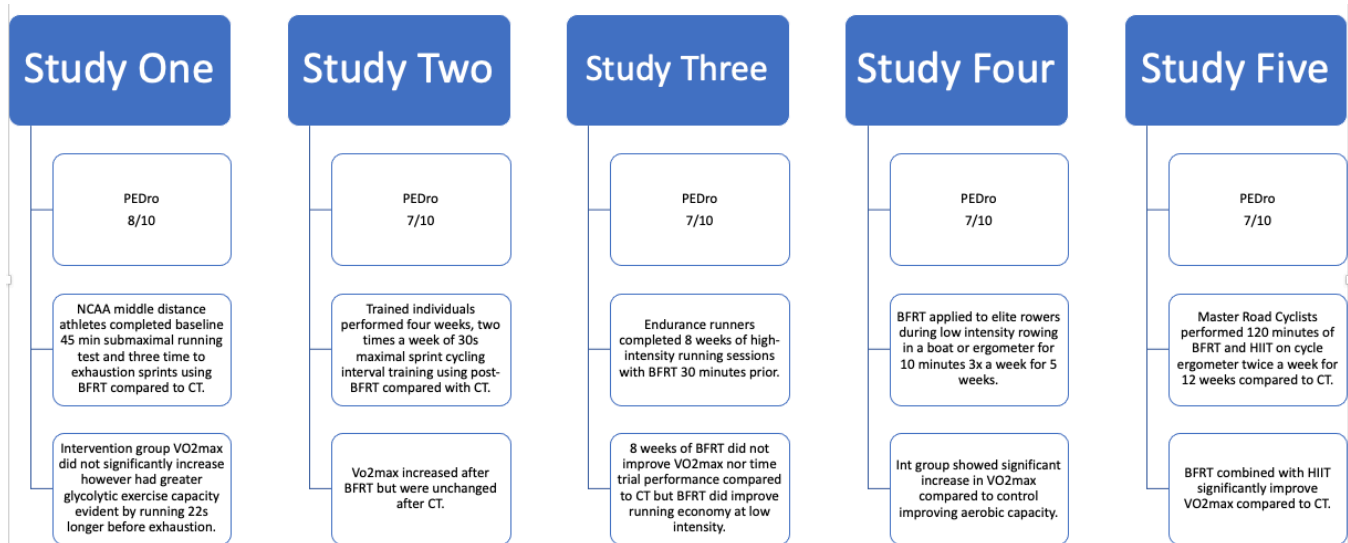 Study One
PEDro
8/10
NCAA middle distance
athletes completed baseline
45 min submaximal running
test and three time to
exhaustion sprints using
BFRT compared to CT.
Intervention group VO2max
did not significantly increase
however had greater
glycolytic exercise capacity
evident by running 22s
longer before exhaustion.
Study Two
PEDro
7/10
Trained individuals
performed four weeks, two
times a week of 30s
maximal sprint cycling
interval training using post-
BFRT compared with CT.
Vo2max increased after
BFRT but were unchanged
after CT.
Study Three
PEDro
7/10
Endurance runners
completed 8 weeks of high-
intensity running sessions
with BFRT 30 minutes prior.
8 weeks of BFRT did not
improve VO2max nor time
trial performance compared
to CT but BFRT did improve
running economy at low
intensity.
Study Four
PEDro
7/10
BFRT applied to elite rowers
during low intensity rowing
in a boat or ergometer for
10 minutes 3x a week for 5
weeks.
Int group showed significant
increase in VO2max
compared to control
improving aerobic capacity.
Study Five
PEDro
7/10
Master Road Cyclists
performed 120 minutes of
BFRT and HIIT on cycle
ergometer twice a week for
12 weeks compared to CT.
BFRT combined with HIIT
significantly improve
VO2max compared to CT.